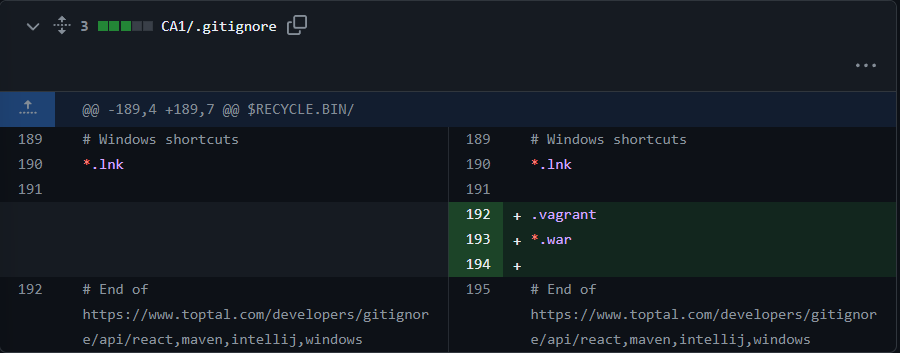 3 CA1/.gitignore
...
@@ -189,4 +189,7 @@ $RECYCLE.BIN/
189 # Windows shortcuts 189 # Windows shortcuts
190 *.lnk 190 *.lnk
191 191
192 + .vagrant
193 + *.war
194 +
192 # End of 195 # End of
https://www.toptal.com/developers/gitignor https://www.toptal.com/developers/gitignor
e/api/react,maven,intellij,windows e/api/react,maven,intellij,windows